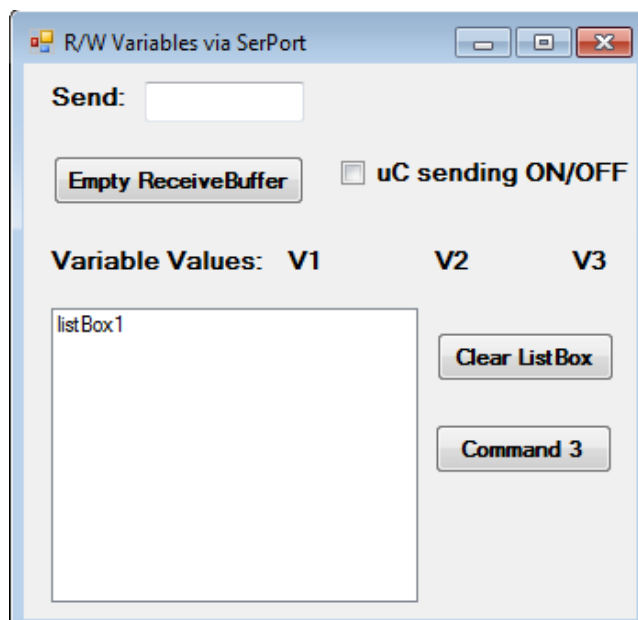 R/W Variables via SerPort
Send:
Empty ReceiveBuffer
uC sending ON/OFF
Variable Values: V1 V2 V3
listBox1
Clear ListBox
Command 3